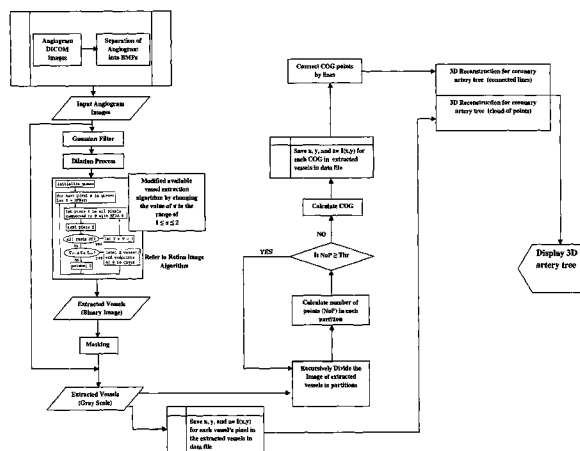 Angiogram
DICOM
Images
Separation of
Angiogram
into BMPs
Input Angiogram
Images
Gaussian Filter
Dilation Process
initialize queue
Modified available
vessel extraction
algorithm by changing
the value of σ in the
range of
1 ≤ σ ≤ 2
Refer to Retina Image
Algorithm
Extracted Vessels
(Binary Image)
Masking
Extracted Vessels
(Gray Scale)
Save x, y, and z= I(x,y)
for each vessel's pixel in
the extracted vessels in
data file
Recursively Divide the
Image of extracted
vessels to partitions
Calculate number of
points (NoP) in each
partition
Is NoP ≥ Thr
YES
NO
Calculate COG
Save x, y, and z= I(x,y) for
each COG in extracted
vessels in data file
Connect COG points
by lines
3D Reconstruction for coronary
artery tree (connected lines)
3D Reconstruction for coronary
artery tree (cloud of points)
Display 3D
artery tree